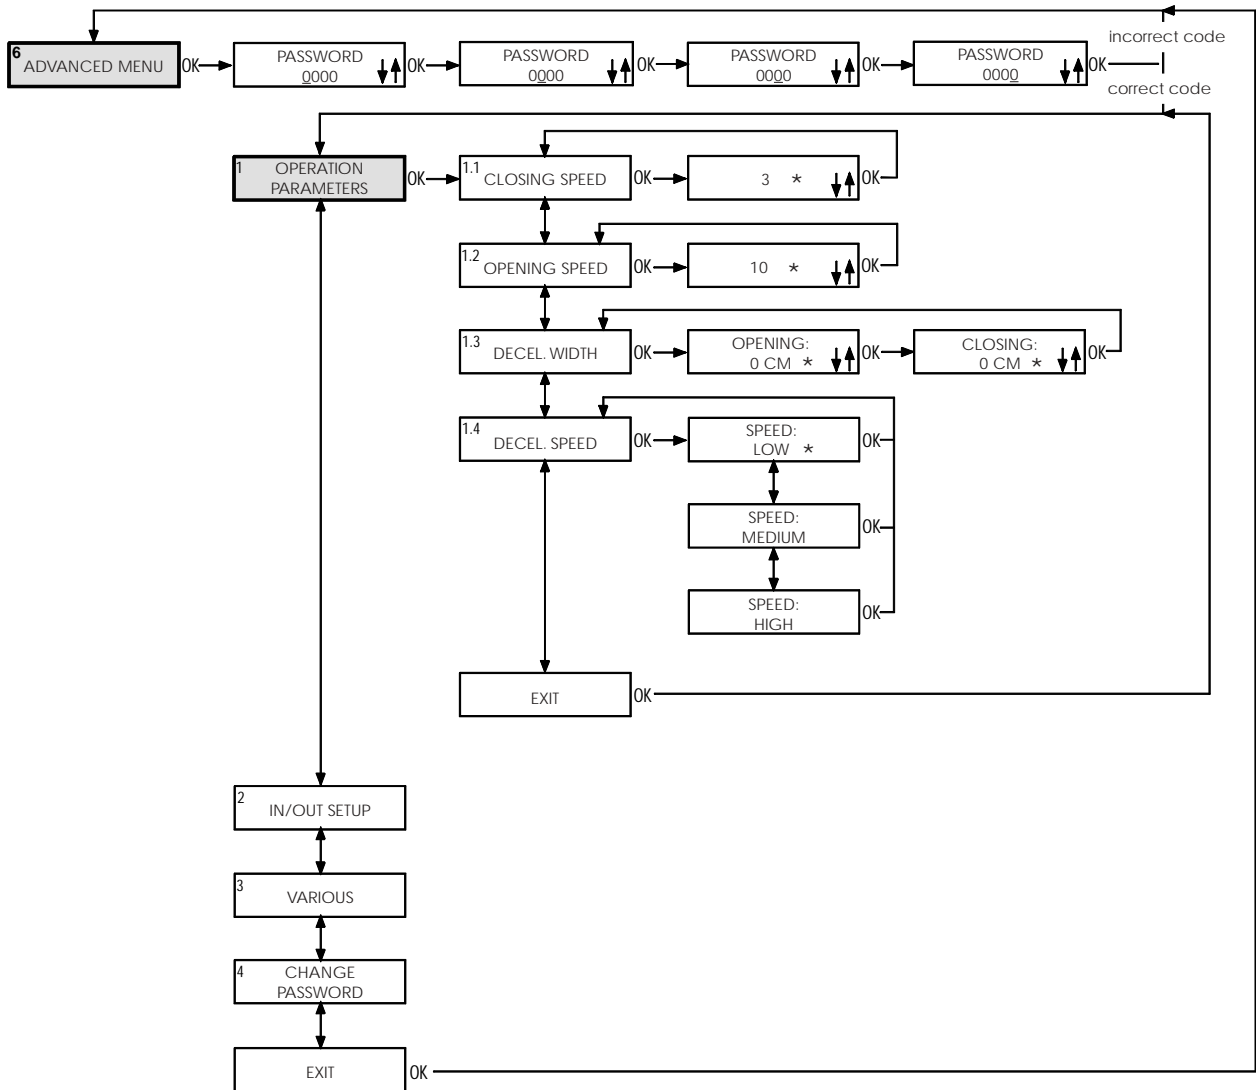 incorrect code
6
ADVANCED MENU
OK
PASSWORD
0000
OK
PASSWORD
0000
OK
PASSWORD
0000
OK
PASSWORD
0000
OK
correct code
1
OPERATION
PARAMETERS
OK
1.1
CLOSING SPEED
OK
3 *
OK
1.2
OPENING SPEED
OK
10 *
OK
1.3
DECEL. WIDTH
OK
OPENING:
0 CM *
OK
CLOSING:
0 CM *
OK
1.4
DECEL. SPEED
OK
SPEED:
LOW *
OK
SPEED:
MEDIUM
OK
SPEED:
HIGH
OK
EXIT
OK
2
IN/OUT SETUP
3
VARIOUS
4
CHANGE
PASSWORD
EXIT
OK